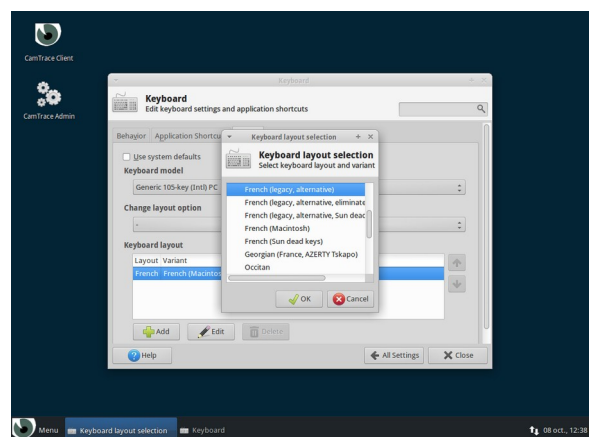 CamTrace Client
CamTrace Admin
Keyboard
Keyboard
Edit keyboard settings and application shortcuts
Behavior Application Shortcu
Use system defaults
Keyboard model
Generic 105-key (Intl) PC
Change layout option
-
Keyboard layout
Layout Variant
French French (Macintos
Add Edit Delete
Help All Settings Close
Keyboard layout selection
Keyboard layout selection
Select keyboard layout and variant
French (legacy, alternative)
French (legacy, alternative, eliminate
French (legacy, alternative, Sun dead
French (Macintosh)
French (Sun dead keys)
Georgian (France, AZERTY Tskapo)
Occitan
OK Cancel
Menu Keyboard layout selection Keyboard 08 oct., 12:38